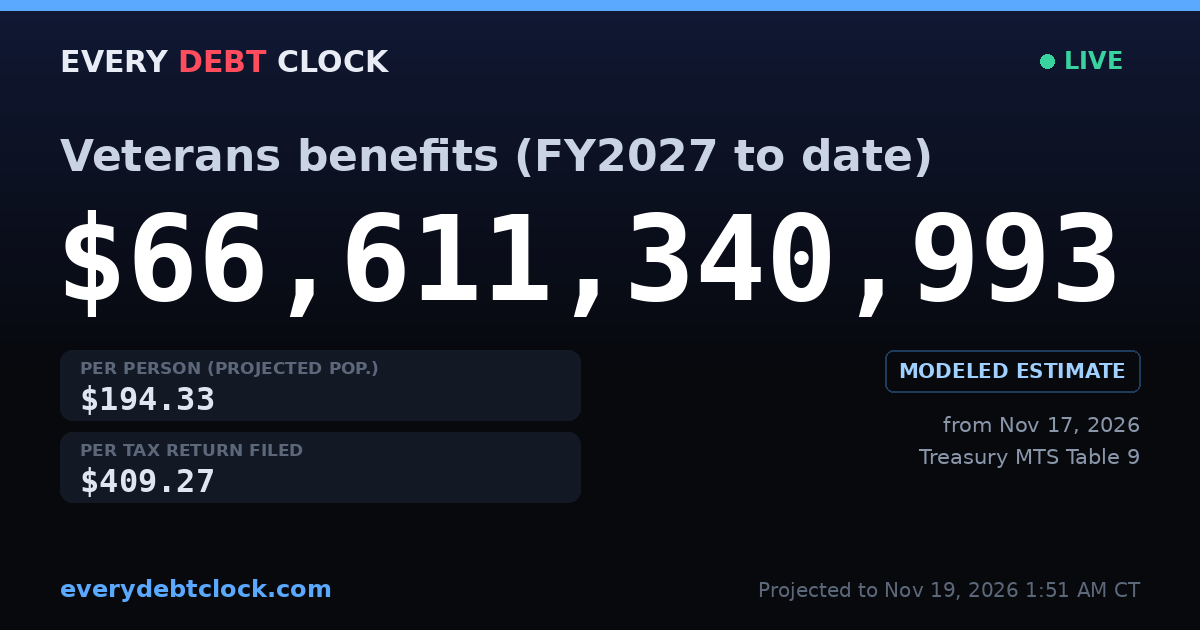 EVERY DEBT CLOCK
LIVE
Veterans benefits (FY2027 to date)
$66,611,340,993
PER PERSON (PROJECTED POP.)
$194.33
PER TAX RETURN FILED
$409.27
MODELED ESTIMATE
from Nov 17, 2026
Treasury MTS Table 9
everydebtclock.com
Projected to Nov 19, 2026 1:51 AM CT